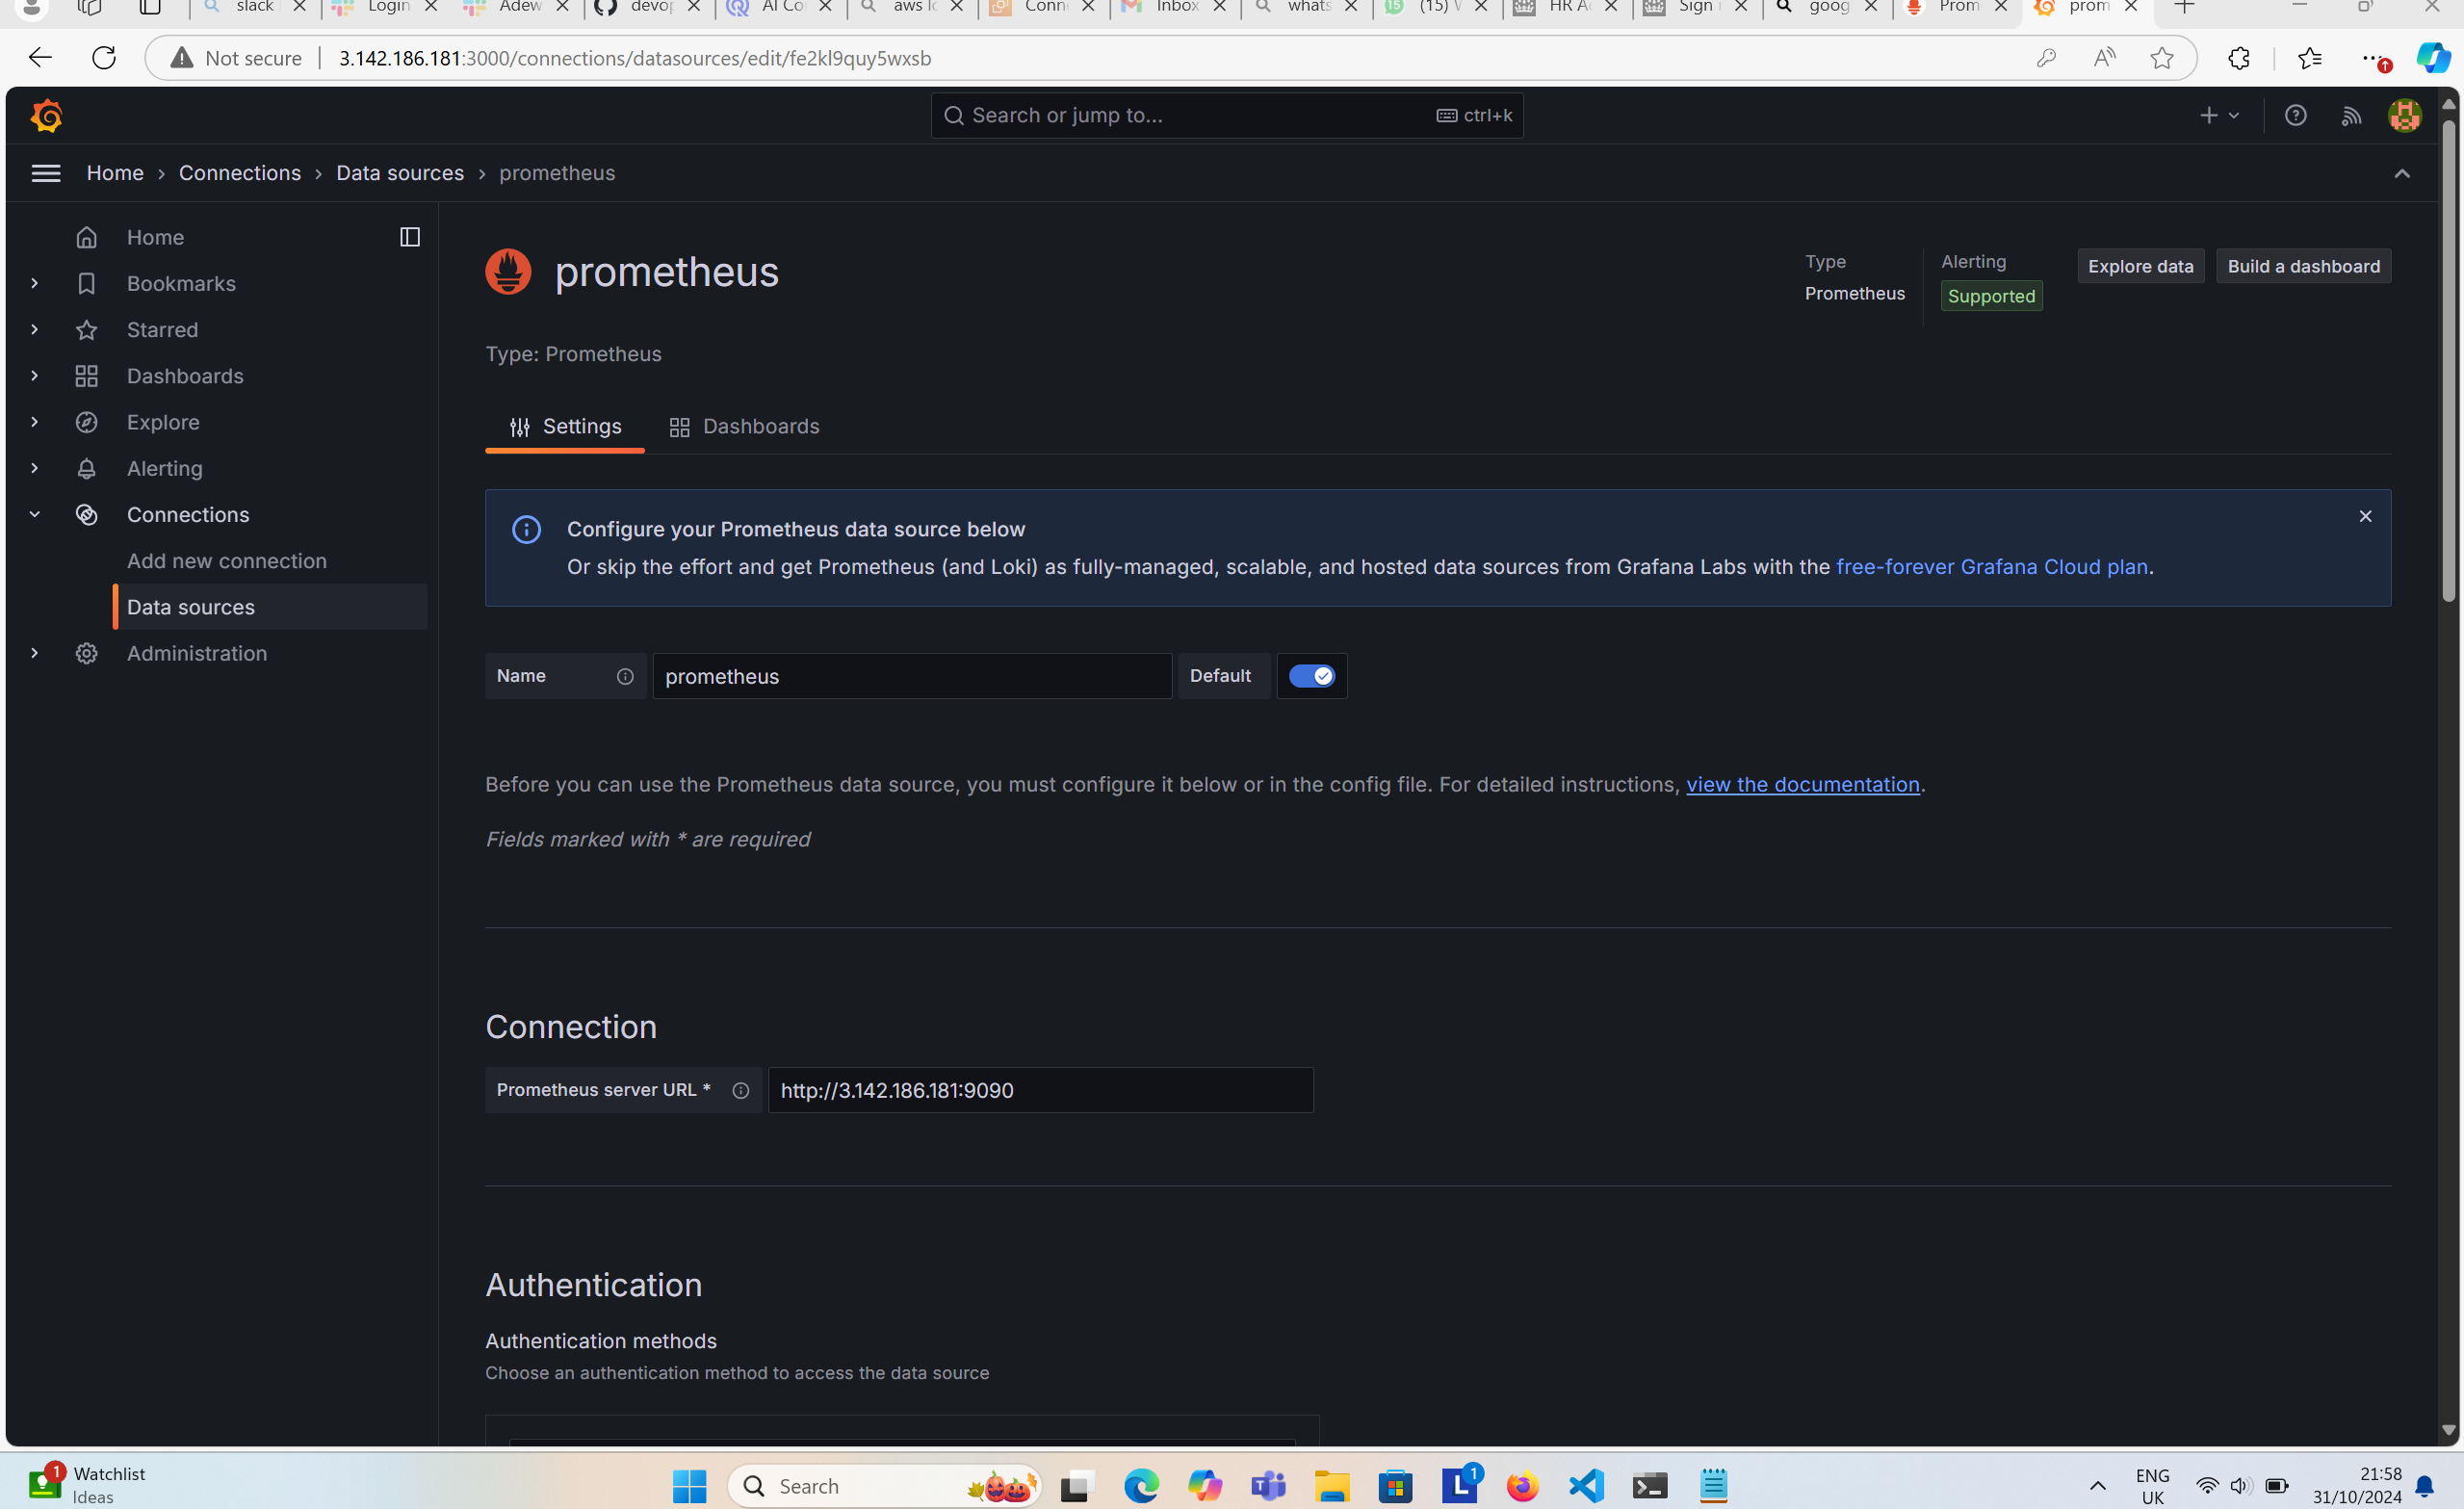 slack
Login
Adew
devop
AI Co
aws lo
Conn
Inbox
whats
(15) W
HR A
Sign i
goog
Prom
prom
Not secure
3.142.186.181:3000/connections/datasources/edit/fe2kl9quy5wxsb
Search or jump to...
ctrl+k
Home › Connections › Data sources › prometheus
Home
Bookmarks
Starred
Dashboards
Explore
Alerting
Connections
Add new connection
Data sources
Administration
prometheus
Type
Prometheus
Alerting
Supported
Explore data
Build a dashboard
Type: Prometheus
Settings
Dashboards
Configure your Prometheus data source below
Or skip the effort and get Prometheus (and Loki) as fully-managed, scalable, and hosted data sources from Grafana Labs with the free-forever Grafana Cloud plan.
Name
prometheus
Default
Before you can use the Prometheus data source, you must configure it below or in the config file. For detailed instructions, view the documentation.
Fields marked with * are required
Connection
Prometheus server URL *
http://3.142.186.181:9090
Authentication
Authentication methods
Choose an authentication method to access the data source
1
Watchlist
Ideas
Search
1
ENG
UK
21:58
31/10/2024